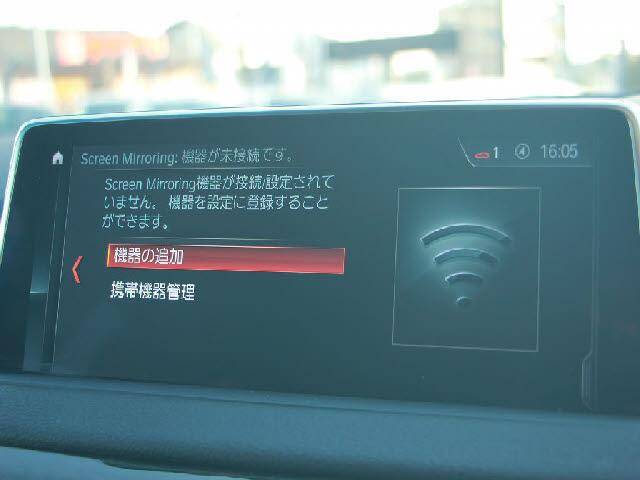 Screen Mirroring: 機器が未接続です。
1 16:05
Screen Mirroring機器が接続/設定されて
いません。 機器を設定に登録すること
ができます。
機器の追加
携帯機器管理